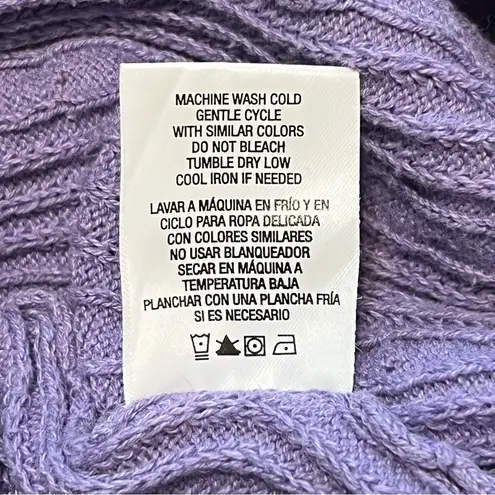 MACHINE WASH COLD
GENTLE CYCLE
WITH SIMILAR COLORS
DO NOT BLEACH
TUMBLE DRY LOW
COOL IRON IF NEEDED
LAVAR A MÁQUINA EN FRÍO Y EN
CICLO PARA ROPA DELICADA
CON COLORES SIMILARES
NO USAR BLANQUEADOR
SECAR EN MÁQUINA A
TEMPERATURA BAJA
PLANCHAR CON UNA PLANCHA FRÍA
SI ES NECESARIO